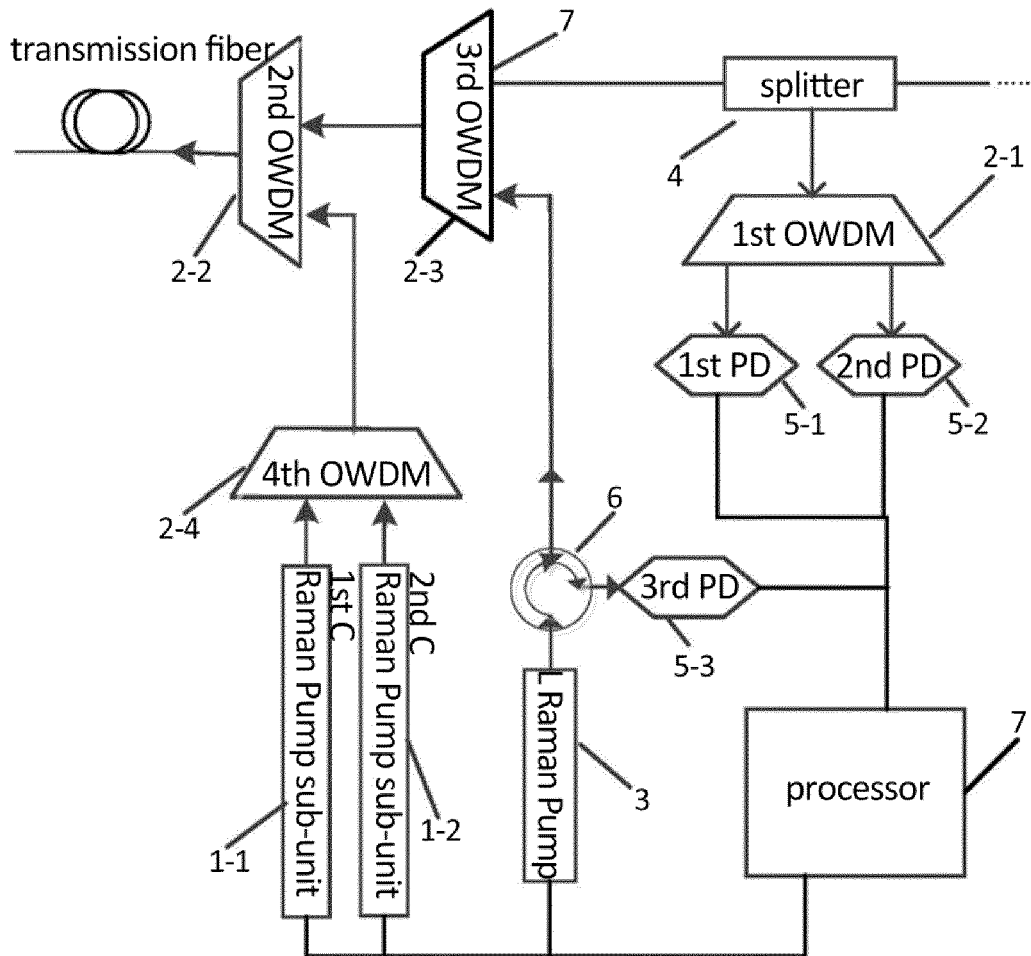 transmission fiber
7
2nd OWDM
3rd OWDM
splitter
4
2-1
2-2
2-3
1st OWDM
1st PD
2nd PD
5-1
5-2
4th OWDM
2-4
6
3rd PD
5-3
1st C
Raman Pump sub-unit
2nd C
Raman Pump sub-unit
L Raman Pump
3
7
processor
1-1
1-2